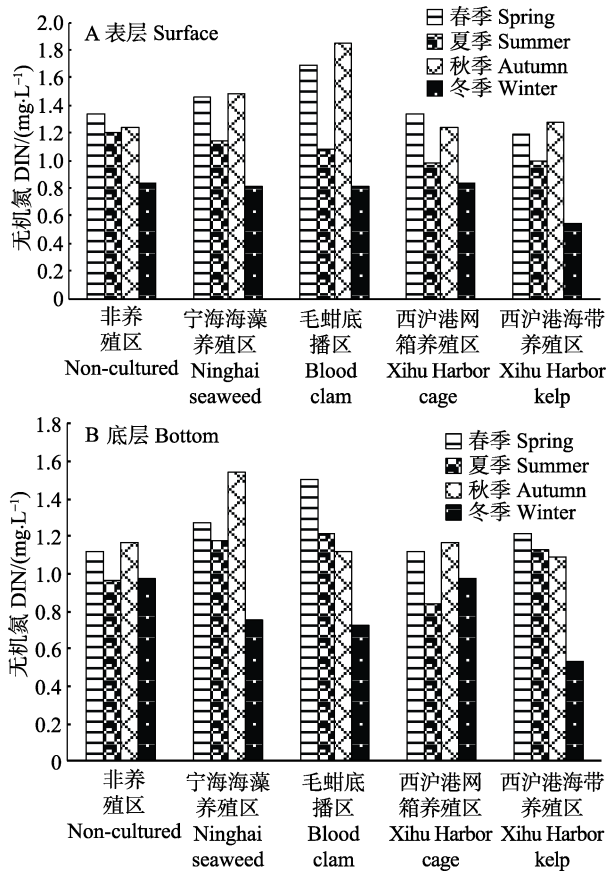 A 表层 Surface
春季 Spring
夏季 Summer
秋季 Autumn
冬季 Winter
无机氮 DIN/(mg·L⁻¹)
2.0
1.8
1.6
1.4
1.2
1.0
0.8
0.6
0.4
0.2
0
非养
殖区
Non-cultured
宁海海藻
养殖区
Ninghai
seaweed
毛蚶底
播区
Blood
clam
西沪港网
箱养殖区
Xihu Harbor
cage
西沪港海带
养殖区
Xihu Harbor
kelp
B 底层 Bottom
春季 Spring
夏季 Summer
秋季 Autumn
冬季 Winter
无机氮 DIN/(mg·L⁻¹)
1.8
1.6
1.4
1.2
1.0
0.8
0.6
0.4
0.2
0
非养
殖区
Non-cultured
宁海海藻
养殖区
Ninghai
seaweed
毛蚶底
播区
Blood
clam
西沪港网
箱养殖区
Xihu Harbor
cage
西沪港海带
养殖区
Xihu Harbor
kelp